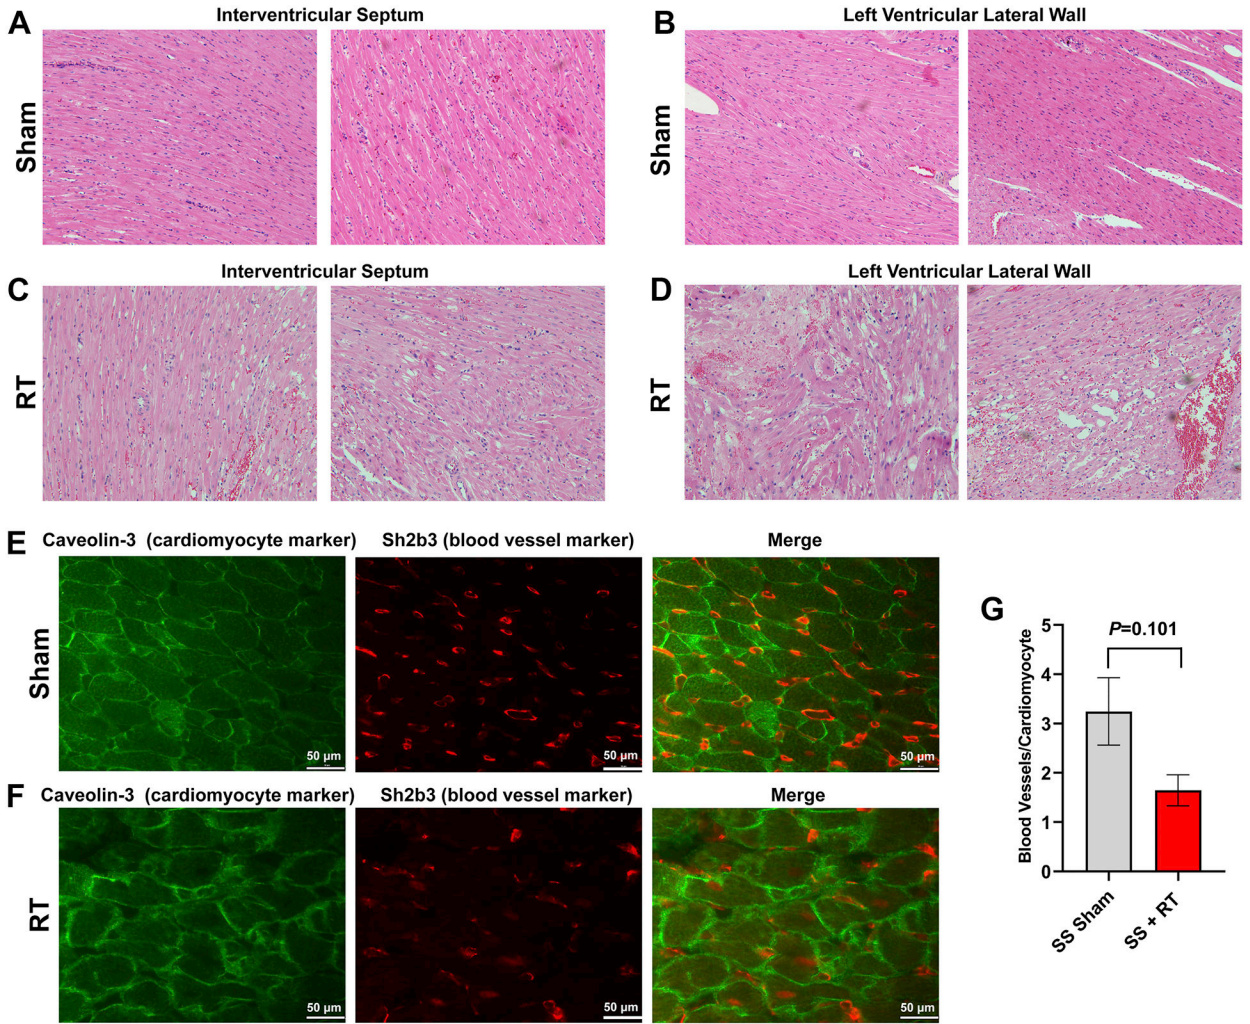 A
Interventricular Septum
B
Left Ventricular Lateral Wall
Sham
Sham
C
Interventricular Septum
D
Left Ventricular Lateral Wall
RT
RT
E
Caveolin-3 (cardiomyocyte marker)
Sh2b3 (blood vessel marker)
Merge
Sham
50 µm
50 µm
50 µm
F
Caveolin-3 (cardiomyocyte marker)
Sh2b3 (blood vessel marker)
Merge
RT
50 µm
50 µm
50 µm
G
Blood Vessels/Cardiomyocyte
5
4
3
2
1
0
P=0.101
SS Sham
SS + RT